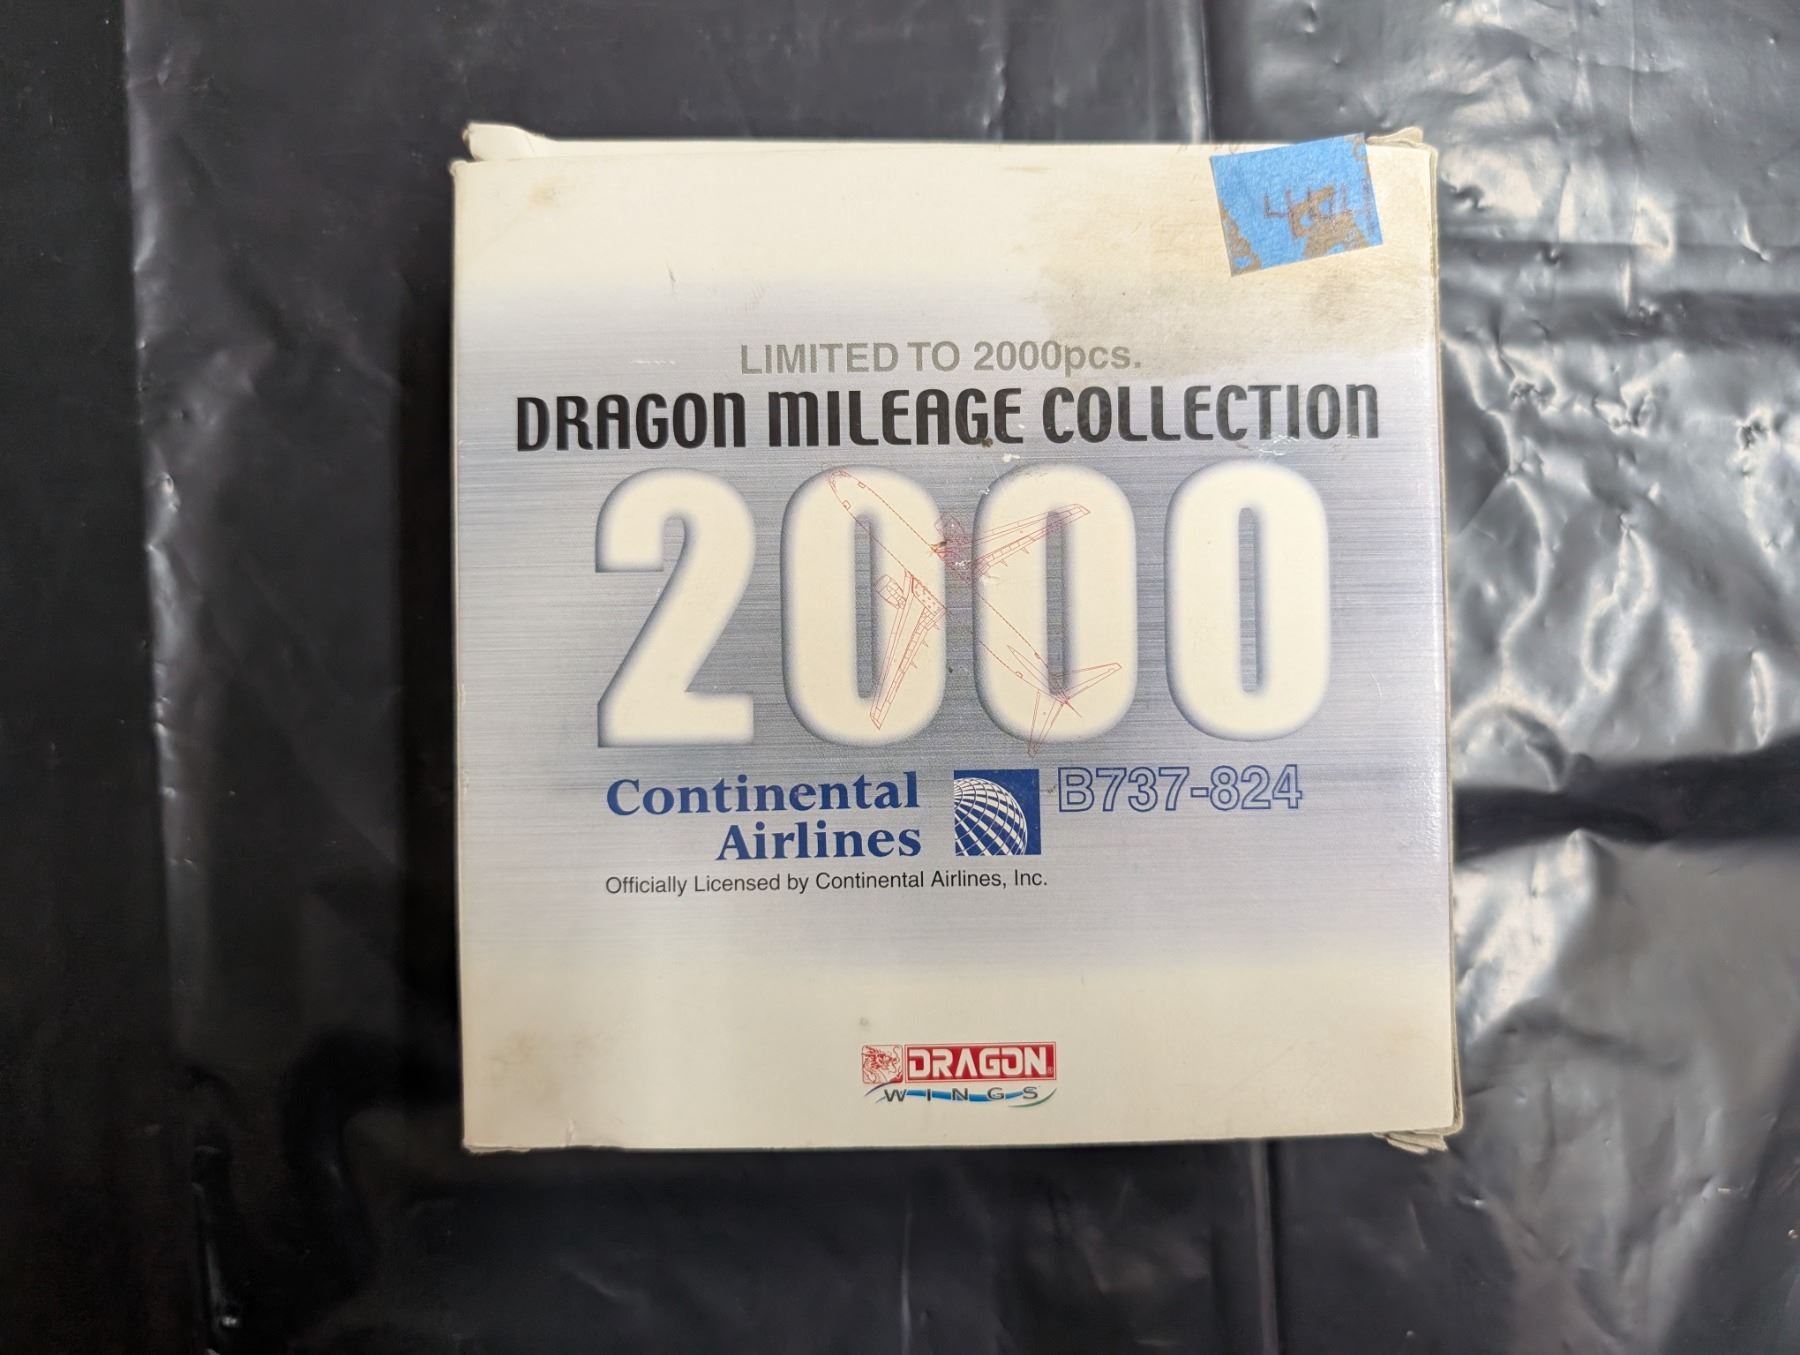 LIMITED TO 2000pcs.
DRAGON MILEAGE COLLECTION
2000
Continental
Airlines
B737-824
Officially Licensed by Continental Airlines, Inc.
DRAGON
WINGS